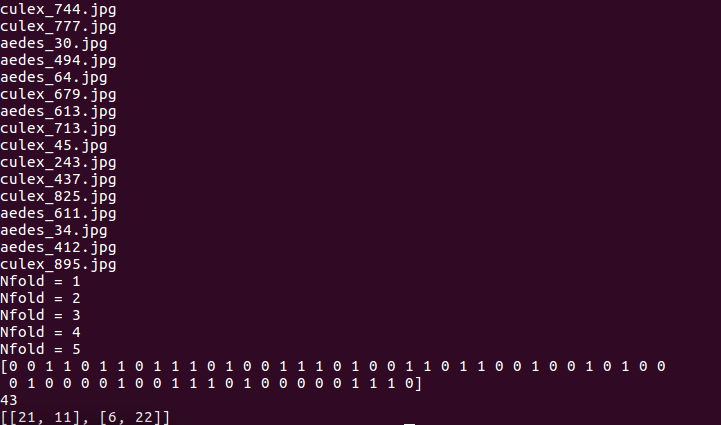 culex_744.jpg
culex_777.jpg
aedes_30.jpg
aedes_494.jpg
aedes_64.jpg
culex_679.jpg
aedes_613.jpg
culex_713.jpg
culex_45.jpg
culex_243.jpg
culex_437.jpg
culex_825.jpg
aedes_611.jpg
aedes_34.jpg
aedes_412.jpg
culex_895.jpg
Nfold = 1
Nfold = 2
Nfold = 3
Nfold = 4
Nfold = 5
[0 0 1 1 0 1 1 0 1 1 1 0 1 0 0 1 1 1 0 1 0 0 1 1 0 1 1 0 0 1 0 0 1 0 1 0 0
 0 1 0 0 0 0 1 0 0 1 1 1 0 1 0 0 0 0 0 1 1 1 0]
43
[[21, 11], [6, 22]]